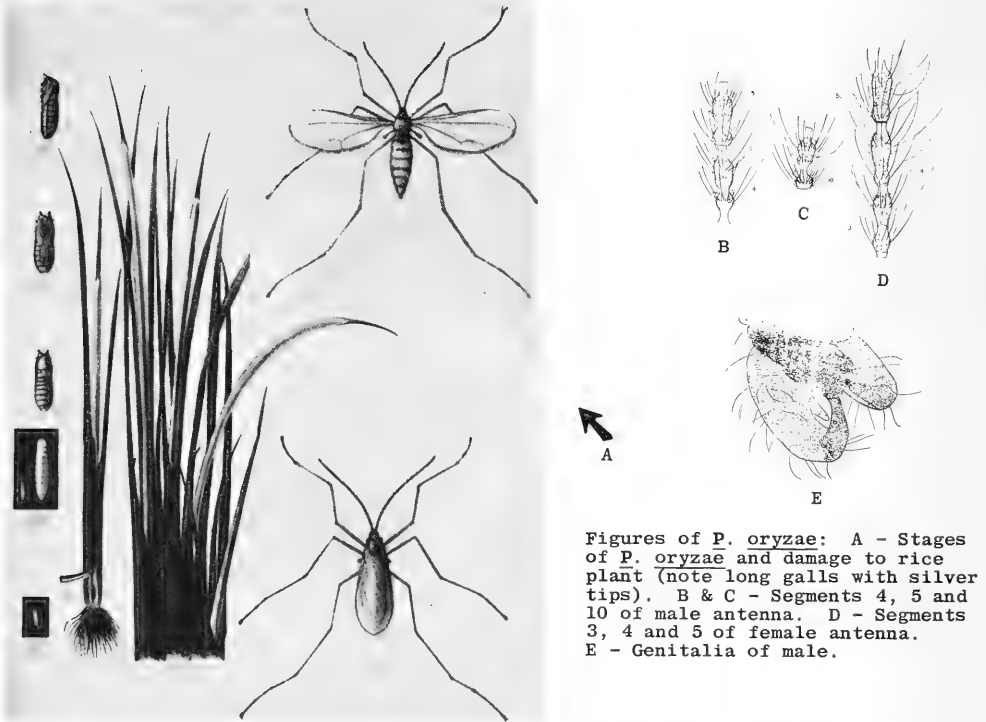 B
C
D
A
E
Figures of P. oryzae: A - Stages
of P. oryzae and damage to rice
plant (note long galls with silver
tips). B & C - Segments 4, 5 and
10 of male antenna. D - Segments
3, 4 and 5 of female antenna.
E - Genitalia of male.